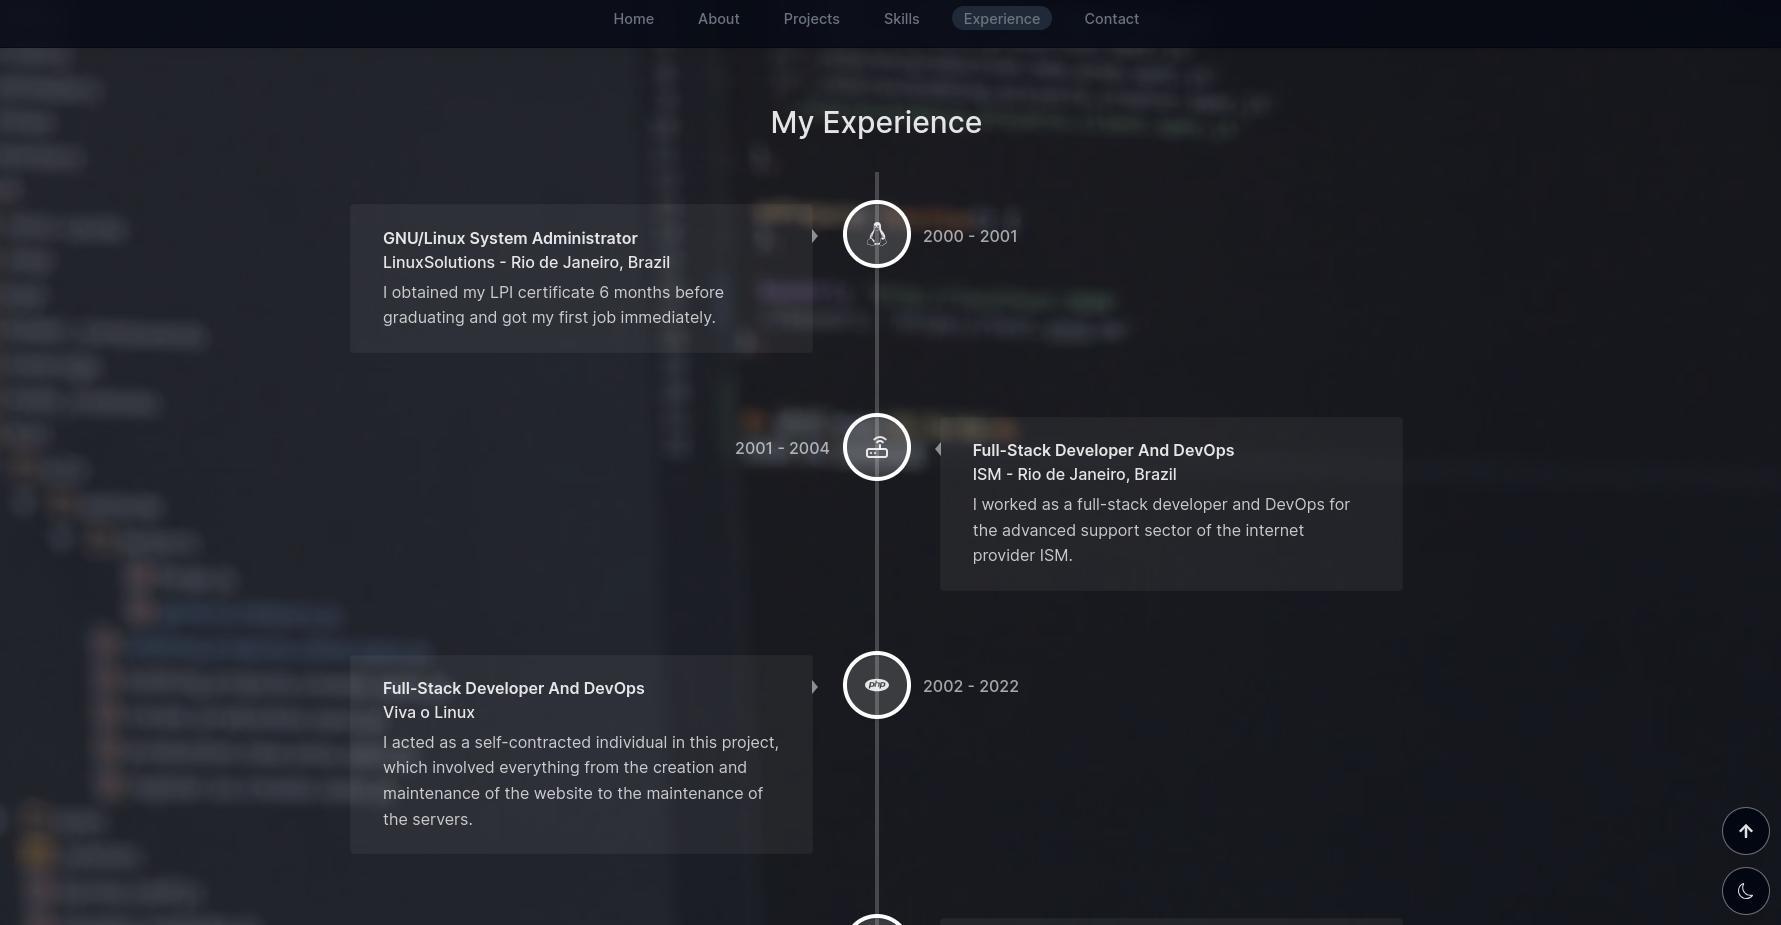 Home About Projects Skills Experience Contact
My Experience
GNU/Linux System Administrator
LinuxSolutions - Rio de Janeiro, Brazil
I obtained my LPI certificate 6 months before
graduating and got my first job immediately.
2000 - 2001
2001 - 2004
Full-Stack Developer And DevOps
ISM - Rio de Janeiro, Brazil
I worked as a full-stack developer and DevOps for
the advanced support sector of the internet
provider ISM.
Full-Stack Developer And DevOps
Viva o Linux
I acted as a self-contracted individual in this project,
which involved everything from the creation and
maintenance of the website to the maintenance of
the servers.
php
2002 - 2022